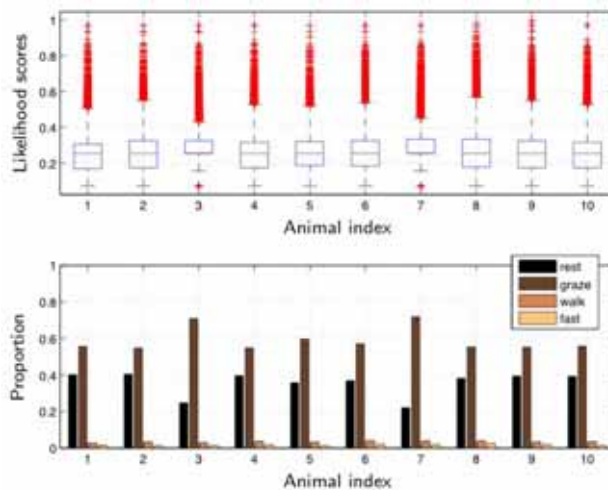 1
0.8
0.6
0.4
0.2
Likelihood scores
1 2 3 4 5 6 7 8 9 10
Animal index
1
0.8
0.6
0.4
0.2
0
Proportion
rest
graze
walk
fast
1 2 3 4 5 6 7 8 9 10
Animal index